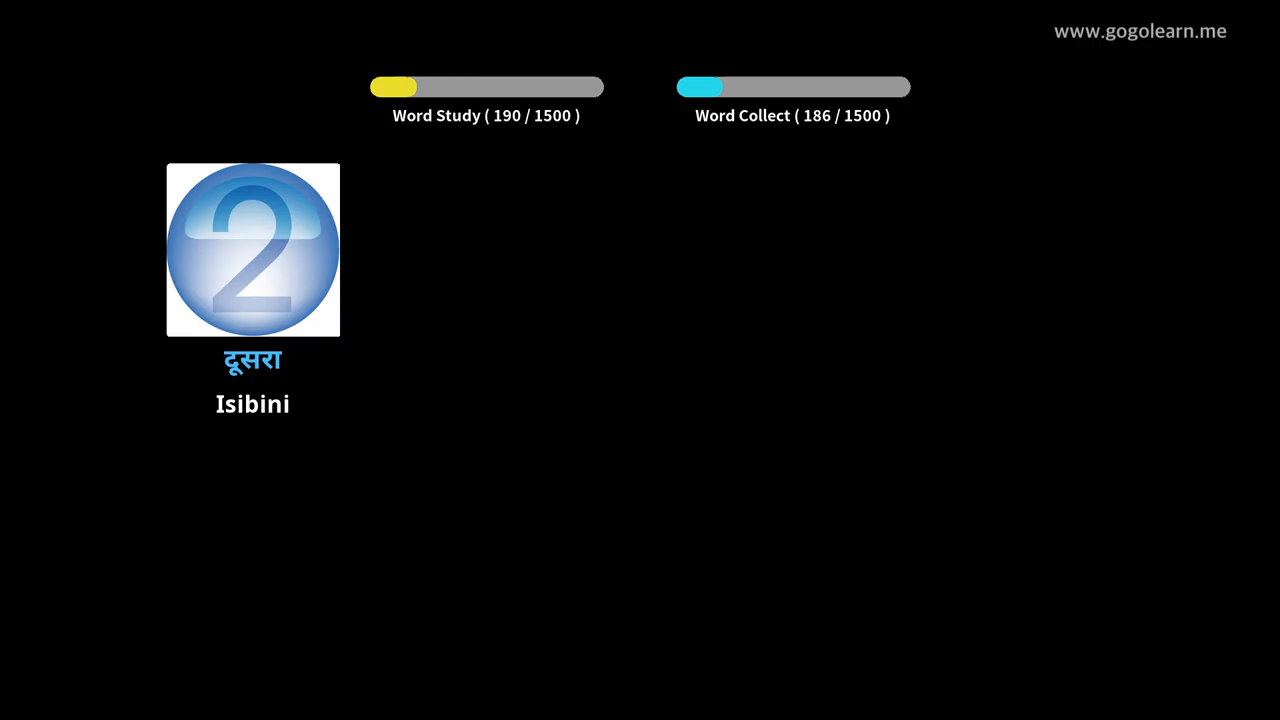 www.gogolearn.me
Word Study ( 190 / 1500 )
Word Collect ( 186 / 1500 )
2
दूसरा
Isibini